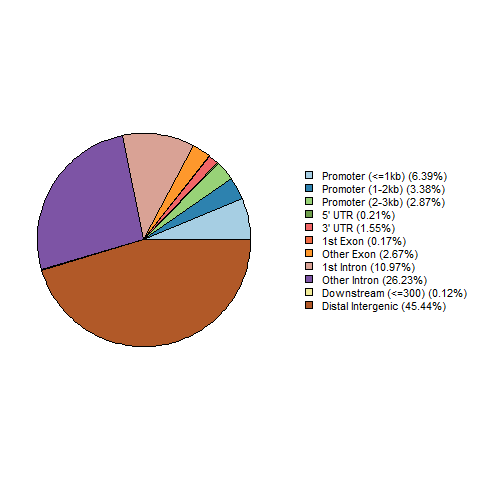 Promoter (<=1kb) (6.39%)
Promoter (1-2kb) (3.38%)
Promoter (2-3kb) (2.87%)
5' UTR (0.21%)
3' UTR (1.55%)
1st Exon (0.17%)
Other Exon (2.67%)
1st Intron (10.97%)
Other Intron (26.23%)
Downstream (<=300) (0.12%)
Distal Intergenic (45.44%)